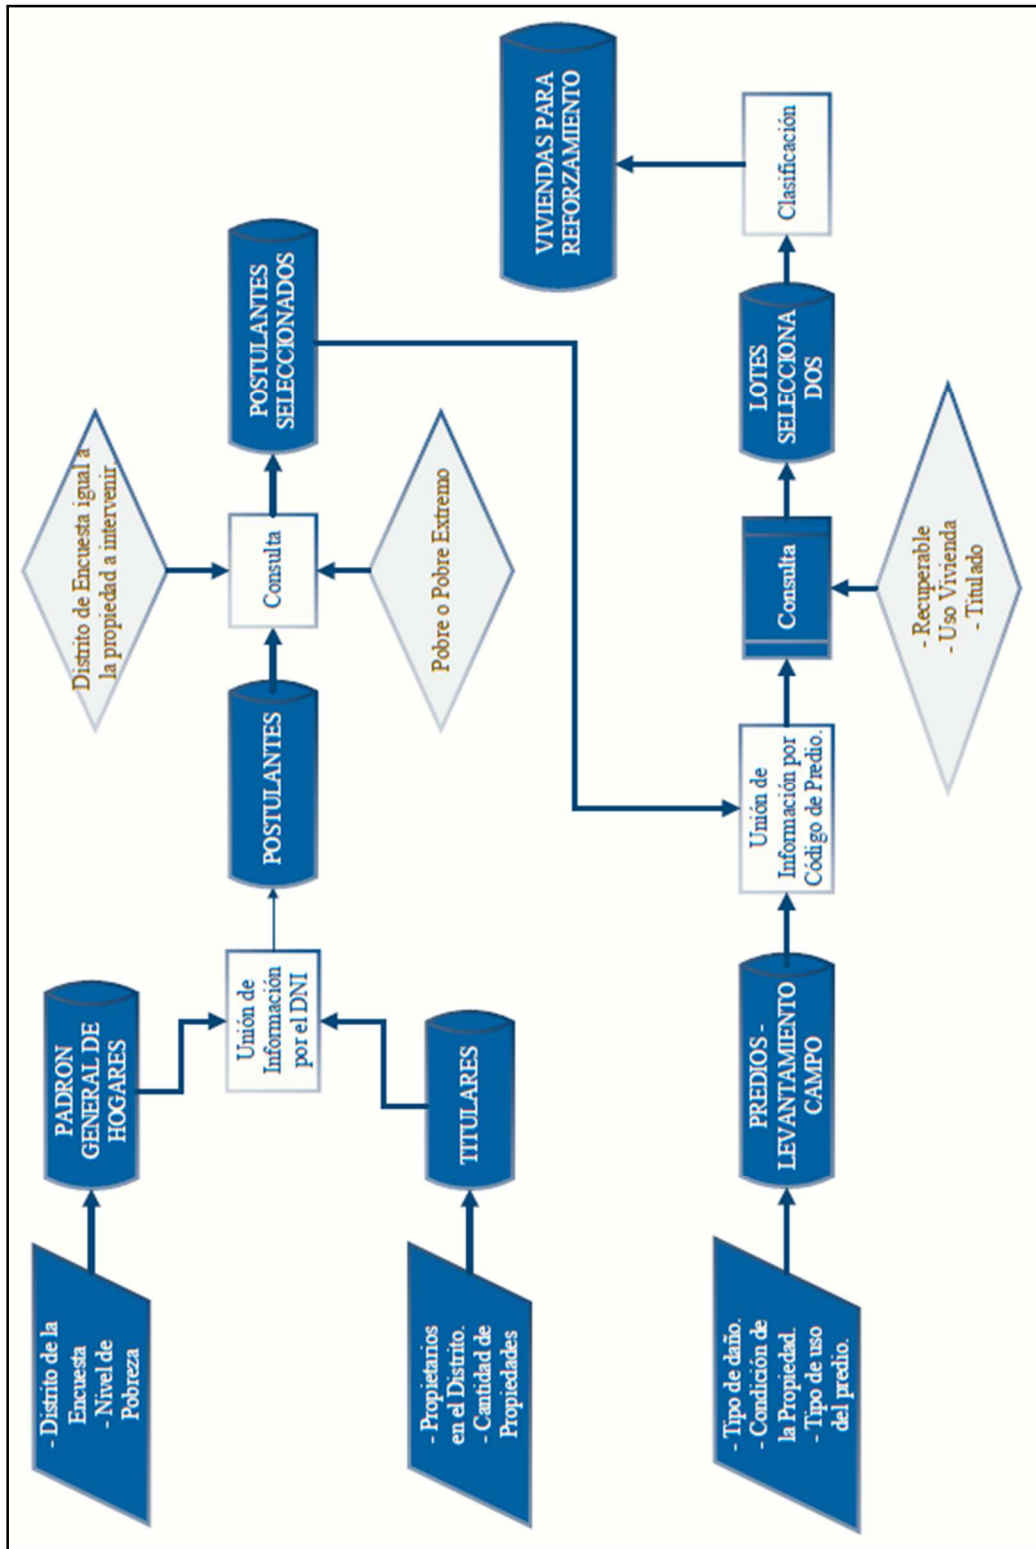 - Distrito de la
Encuesta
- Nivel de
Pobreza
PADRON
GENERAL DE
HOGARES
- Propietarios
en el Distrito.
- Cantidad de
Propiedades
TITULARES
Unión de
Información
por el DNI
POSTULANTES
Distrito de Encuesta igual a
la propiedad a intervenir.
Consulta
Pobre o Pobre Extremo
POSTULANTES
SELECCIONADOS
- Tipo de daño.
- Condición de
la Propiedad.
- Tipo de uso
del predio.
PREDIOS -
LEVANTAMIENTO
CAMPO
Unión de
Información por
Código de Predio.
Consulta
- Recuperable
- Uso Vivienda
- Titulado
LOTES
SELECCIONA
DOS
Clasificación
VIVIENDAS PARA
REFORZAMIENTO